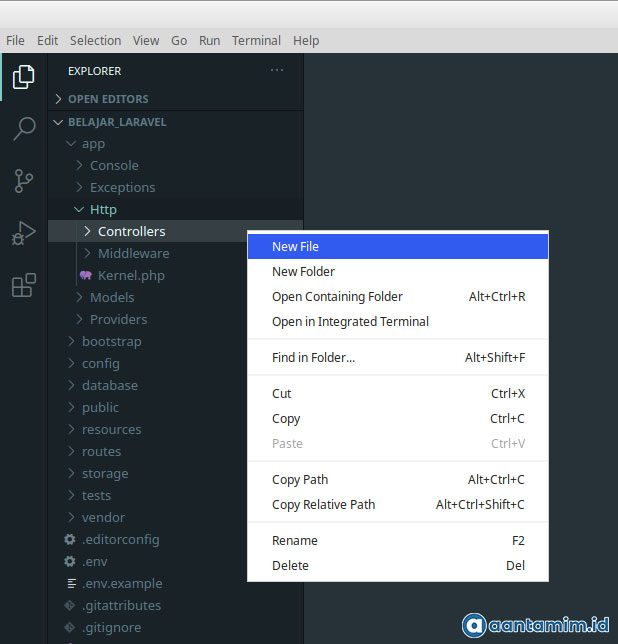 File Edit Selection View Go Run Terminal Help
EXPLORER ...
OPEN EDITORS
BELAJAR_LARAVEL
app
Console
Exceptions
Http
Controllers
Middleware
Kernel.php
Models
Providers
bootstrap
config
database
public
resources
routes
storage
tests
vendor
.editorconfig
.env
.env.example
.gitattributes
.gitignore
New File
New Folder
Open Containing Folder Alt+Ctrl+R
Open in Integrated Terminal
Find in Folder... Alt+Shift+F
Cut Ctrl+X
Copy Ctrl+C
Paste Ctrl+V
Copy Path Alt+Ctrl+C
Copy Relative Path Alt+Ctrl+Shift+C
Rename F2
Delete Del
a aantamim.id